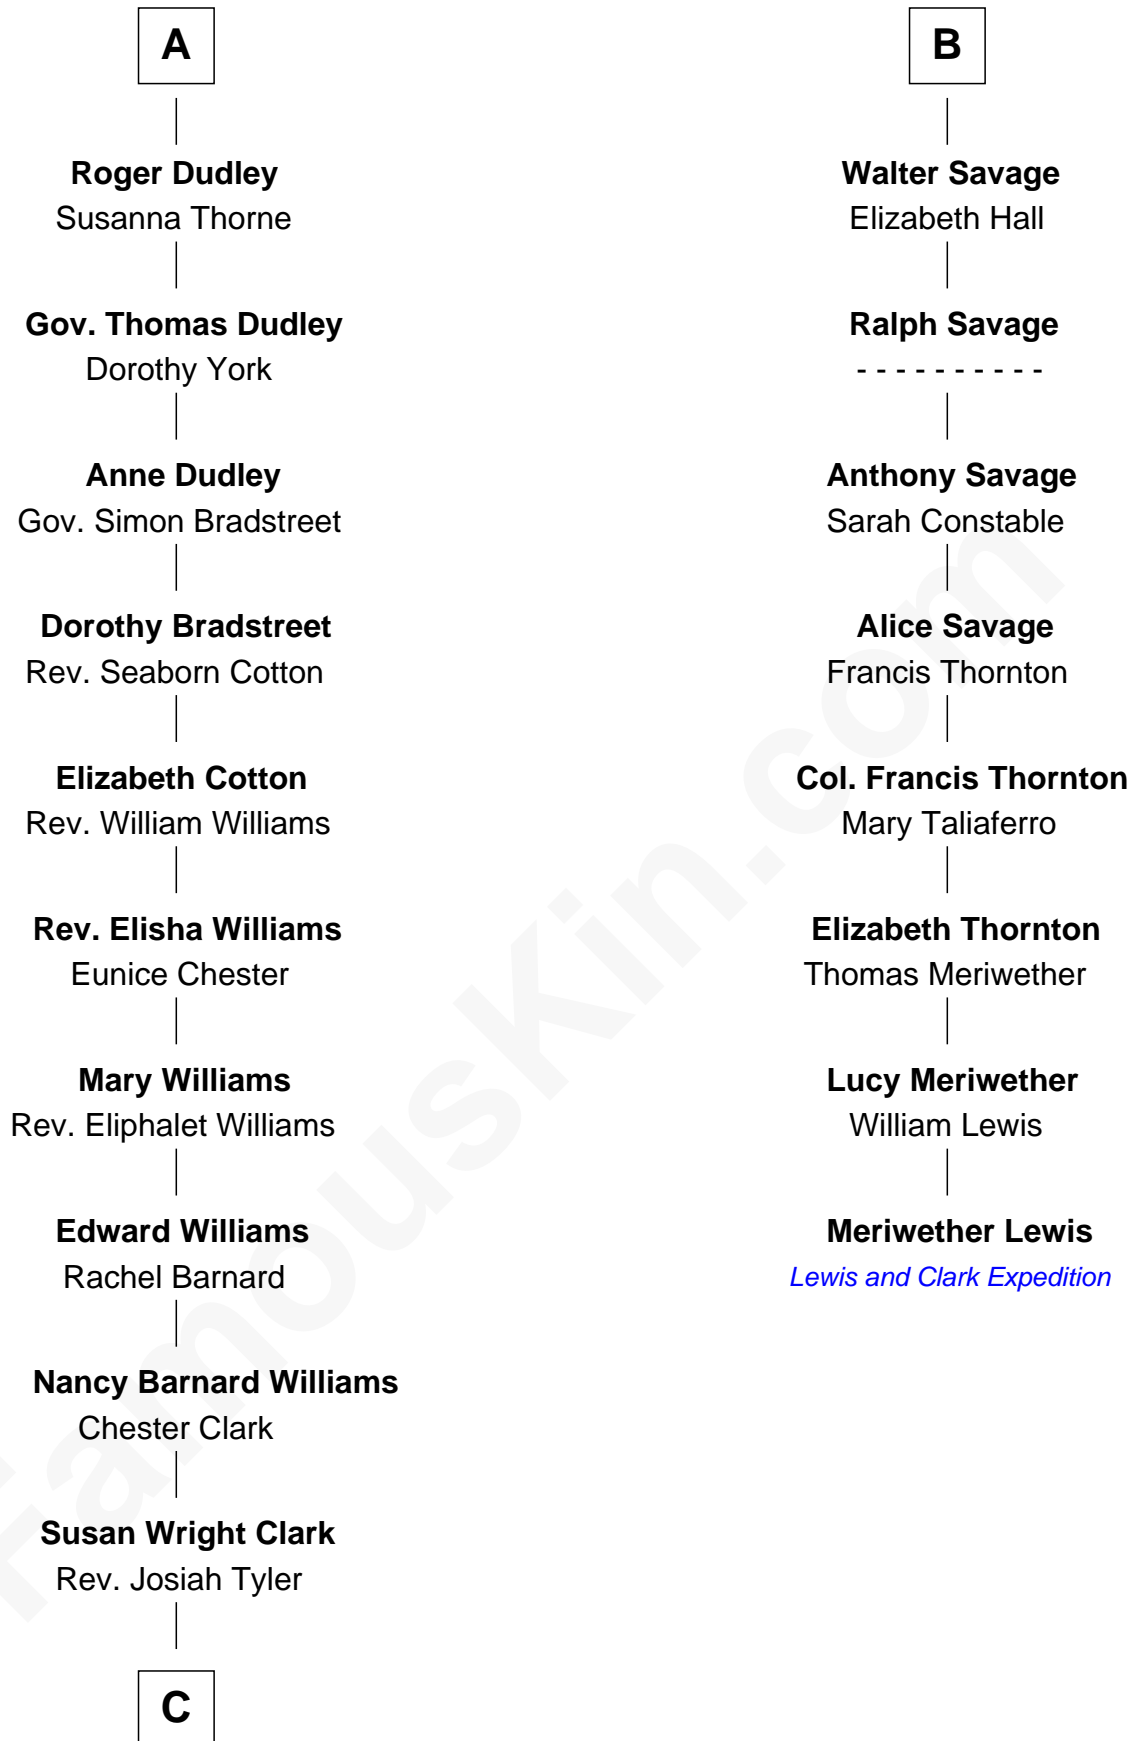 A
Roger Dudley
Susanna Thorne
Gov. Thomas Dudley
Dorothy York
Anne Dudley
Gov. Simon Bradstreet
Dorothy Bradstreet
Rev. Seaborn Cotton
Elizabeth Cotton
Rev. William Williams
Rev. Elisha Williams
Eunice Chester
Mary Williams
Rev. Eliphalet Williams
Edward Williams
Rachel Barnard
Nancy Barnard Williams
Chester Clark
Susan Wright Clark
Rev. Josiah Tyler
C
B
Walter Savage
Elizabeth Hall
Ralph Savage
- - - - - - - - - -
Anthony Savage
Sarah Constable
Alice Savage
Francis Thornton
Col. Francis Thornton
Mary Taliaferro
Elizabeth Thornton
Thomas Meriwether
Lucy Meriwether
William Lewis
Meriwether Lewis
Lewis and Clark Expedition
FamousKin.com